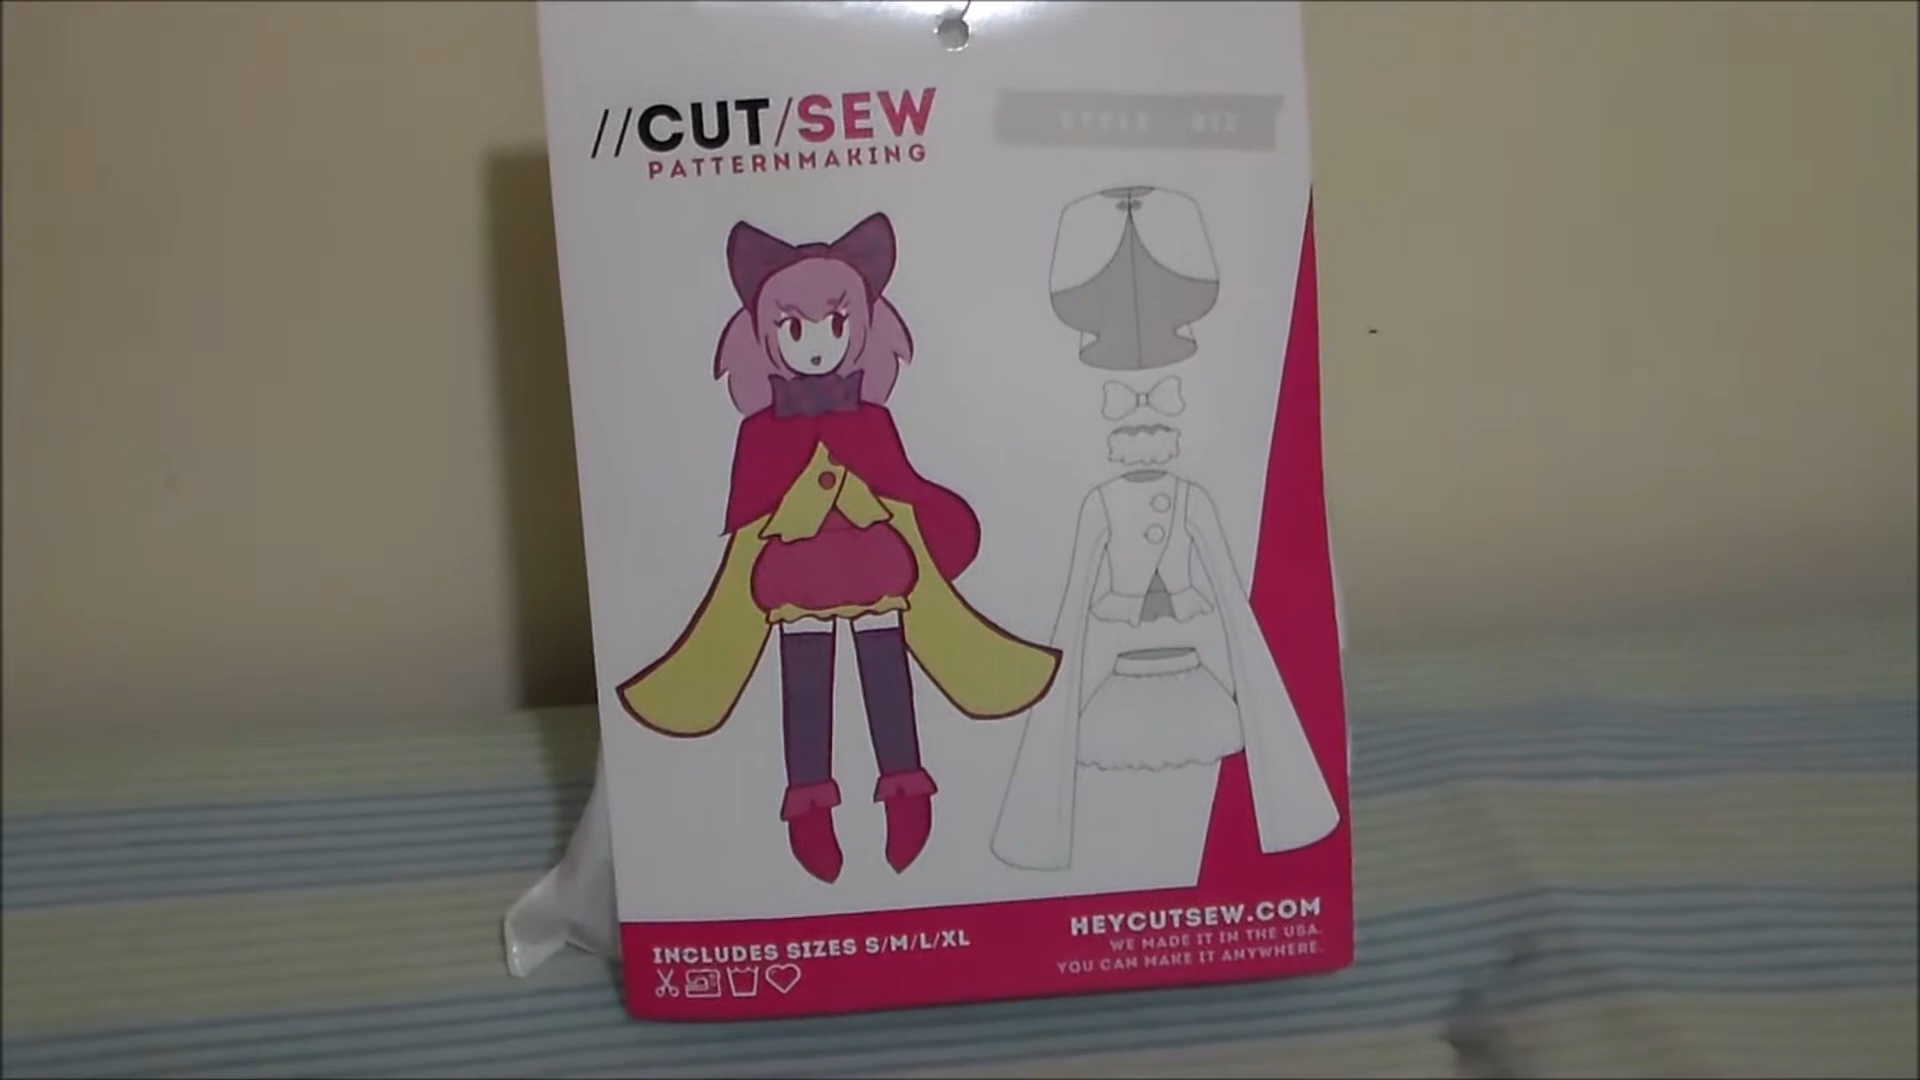 //CUT/SEW
PATTERNMAKING
INCLUDES SIZES S/M/L/XL
HEYCUTSEW.COM
WE MADE IT IN THE USA.
YOU CAN MAKE IT ANYWHERE.